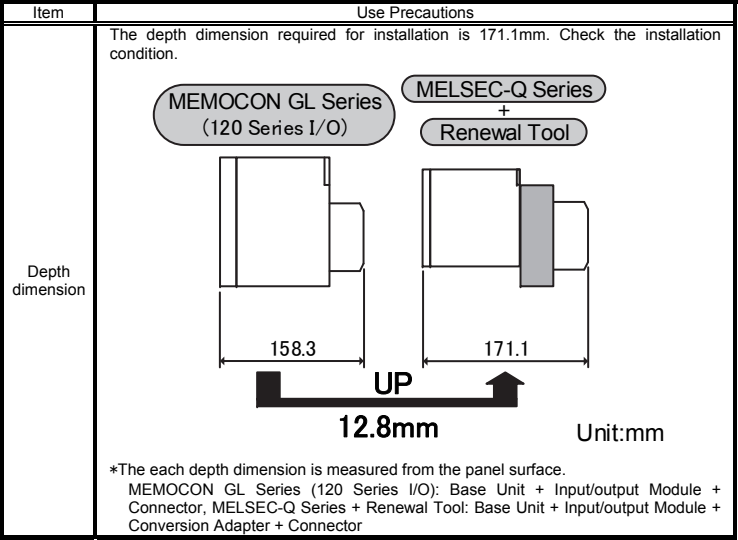 Item
Use Precautions
The depth dimension required for installation is 171.1mm. Check the installation
condition.
MEMOCON GL Series
(120 Series I/O)
MELSEC-Q Series
+
Renewal Tool
Depth
dimension
158.3
171.1
UP
12.8mm
Unit:mm
*The each depth dimension is measured from the panel surface.
MEMOCON GL Series (120 Series I/O): Base Unit + Input/output Module +
Connector, MELSEC-Q Series + Renewal Tool: Base Unit + Input/output Module +
Conversion Adapter + Connector